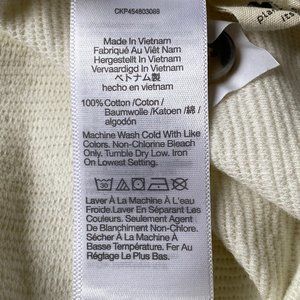 CKP454803086
Made In Vietnam
Fabriqué Au Viêt Nam
Hergestellt In Vietnam
Vervaardigd In Vietnam
ベトナム製
hecho en vietnam
100% Cotton /Coton /
Baumwolle /Katoen / 綿 /
algodón
Machine Wash Cold With Like
Colors. Non-Chlorine Bleach
Only. Tumble Dry Low. Iron
On Lowest Setting.
30
Laver À La Machine À L'eau
Froide.Laver En Séparant Les
Couleurs. Seulement Agent
De Blanchiment Non-Chlore.
Sécher À La Machine À
Basse Température. Fer Au
Réglage Le Plus Bas.